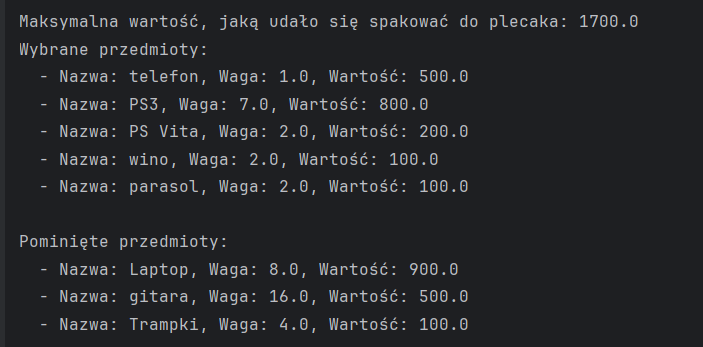 Maksymalna wartość, jaką udało się spakować do plecaka: 1700.0
Wybrane przedmioty:
- Nazwa: telefon, Waga: 1.0, Wartość: 500.0
- Nazwa: PS3, Waga: 7.0, Wartość: 800.0
- Nazwa: PS Vita, Waga: 2.0, Wartość: 200.0
- Nazwa: wino, Waga: 2.0, Wartość: 100.0
- Nazwa: parasol, Waga: 2.0, Wartość: 100.0
Pominięte przedmioty:
- Nazwa: Laptop, Waga: 8.0, Wartość: 900.0
- Nazwa: gitara, Waga: 16.0, Wartość: 500.0
- Nazwa: Trampki, Waga: 4.0, Wartość: 100.0